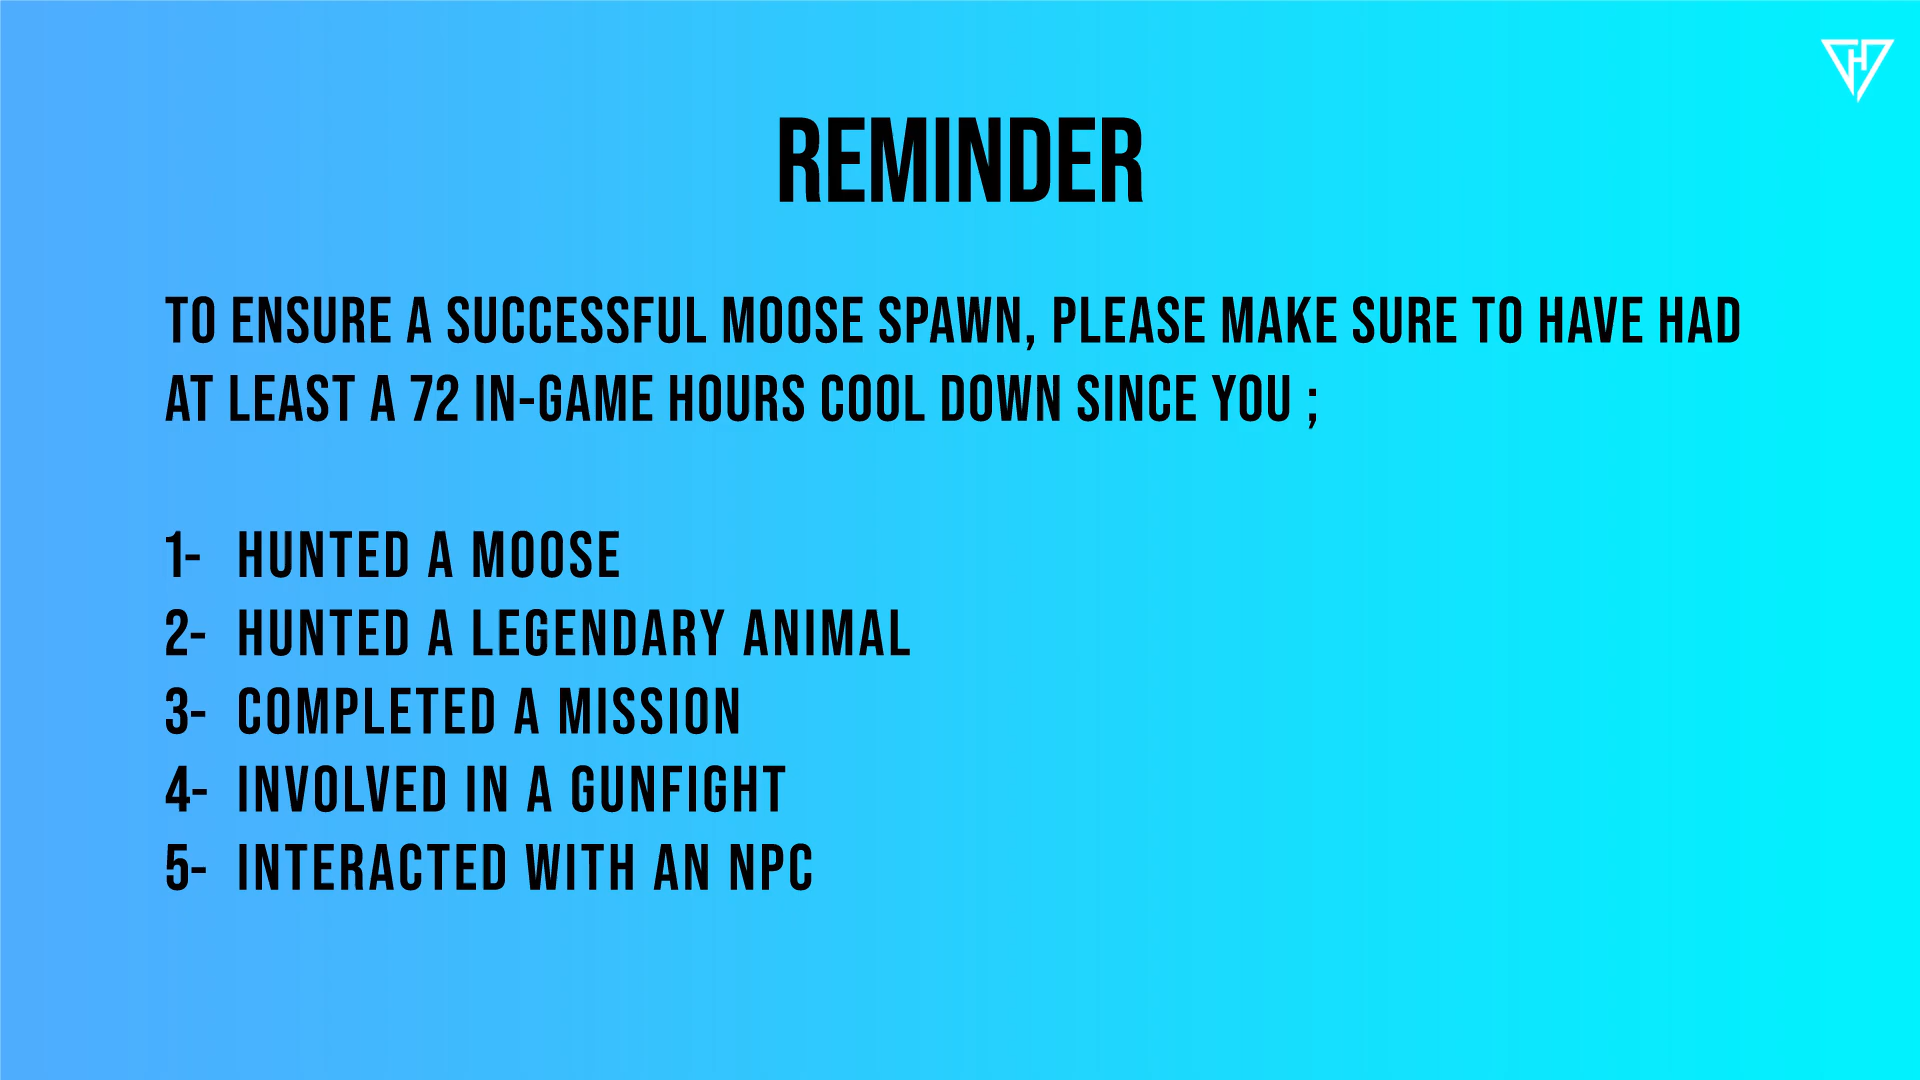 REMINDER
TO ENSURE A SUCCESSFUL MOOSE SPAWN, PLEASE MAKE SURE TO HAVE HAD
AT LEAST A 72 IN-GAME HOURS COOL DOWN SINCE YOU ;
1- HUNTED A MOOSE
2- HUNTED A LEGENDARY ANIMAL
3- COMPLETED A MISSION
4- INVOLVED IN A GUNFIGHT
5- INTERACTED WITH AN NPC